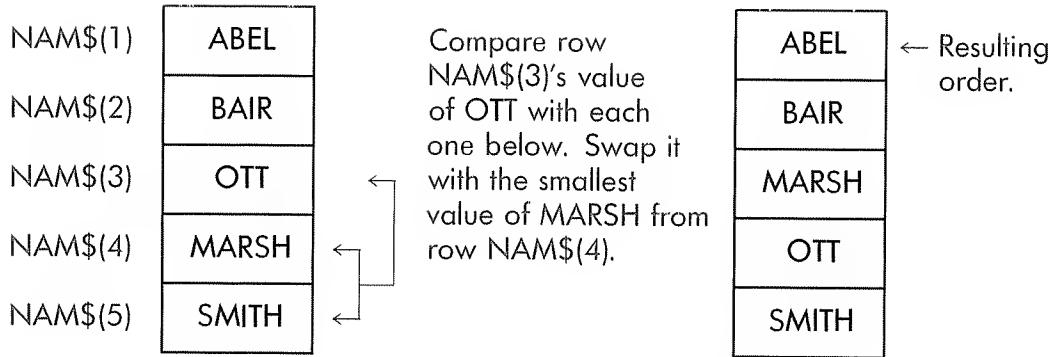 NAM$(1) ABEL
NAM$(2) BAIR
NAM$(3) OTT
NAM$(4) MARSH
NAM$(5) SMITH
Compare row
NAM$(3)'s value
of OTT with each
one below. Swap it
with the smallest
value of MARSH from
row NAM$(4).
ABEL ← Resulting
order.
BAIR
MARSH
OTT
SMITH